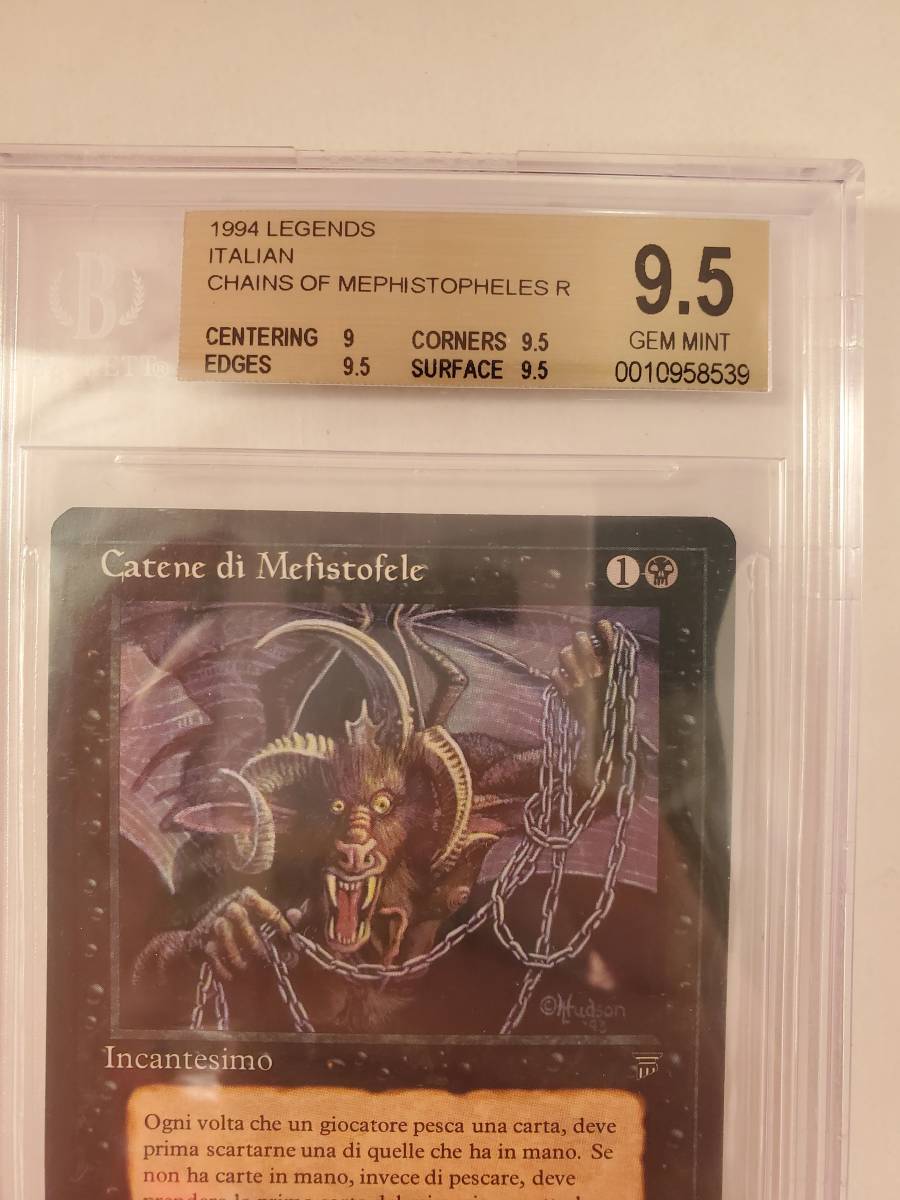 1994 LEGENDS
ITALIAN
CHAINS OF MEPHISTOPHELES R
9.5
CENTERING 9 CORNERS 9.5
GEM MINT
EDGES 9.5 SURFACE 9.5
0010958539
B
Catene di Mefistofele
1
©Hudson
'93
Incantesimo
Ogni volta che un giocatore pesca una carta, deve
prima scartarne una di quelle che ha in mano. Se
non ha carte in mano, invece di pescare, deve